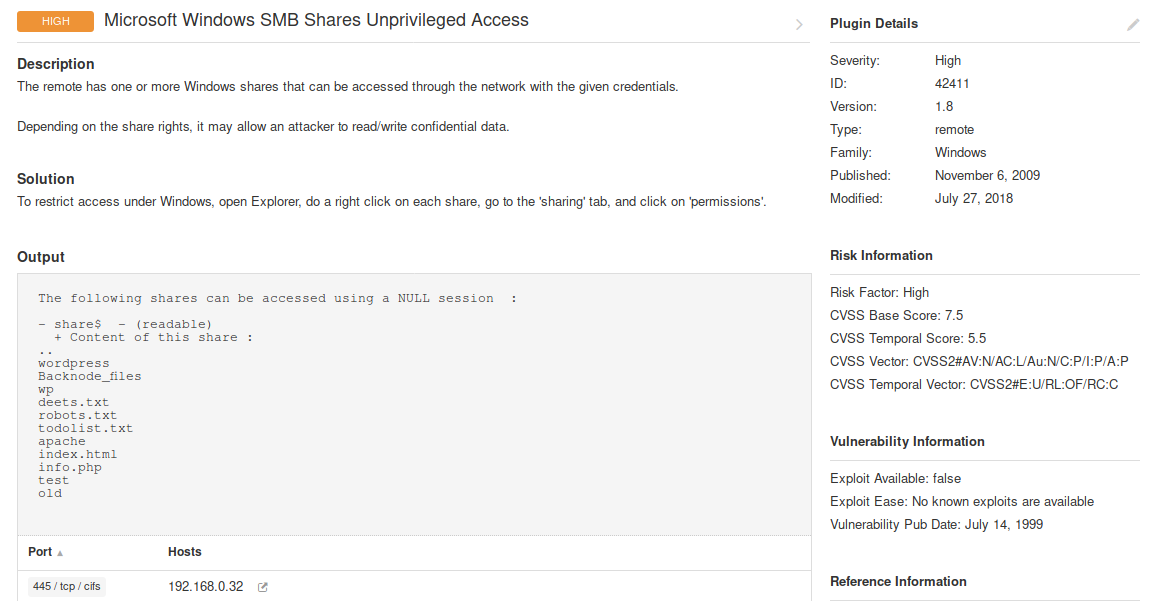 HIGH
Microsoft Windows SMB Shares Unprivileged Access
Description
The remote has one or more Windows shares that can be accessed through the network with the given credentials.
Depending on the share rights, it may allow an attacker to read/write confidential data.
Solution
To restrict access under Windows, open Explorer, do a right click on each share, go to the 'sharing' tab, and click on 'permissions'.
Output
The following shares can be accessed using a NULL session :
- share$ - (readable)
+ Content of this share :
..
wordpress
Backnode_files
wp
deets.txt
robots.txt
todolist.txt
apache
index.html
info.php
test
old
Port Hosts
445 / tcp / cifs 192.168.0.32
Plugin Details
Severity: High
ID: 42411
Version: 1.8
Type: remote
Family: Windows
Published: November 6, 2009
Modified: July 27, 2018
Risk Information
Risk Factor: High
CVSS Base Score: 7.5
CVSS Temporal Score: 5.5
CVSS Vector: CVSS2#AV:N/AC:L/Au:N/C:P/I:P/A:P
CVSS Temporal Vector: CVSS2#E:U/RL:OF/RC:C
Vulnerability Information
Exploit Available: false
Exploit Ease: No known exploits are available
Vulnerability Pub Date: July 14, 1999
Reference Information